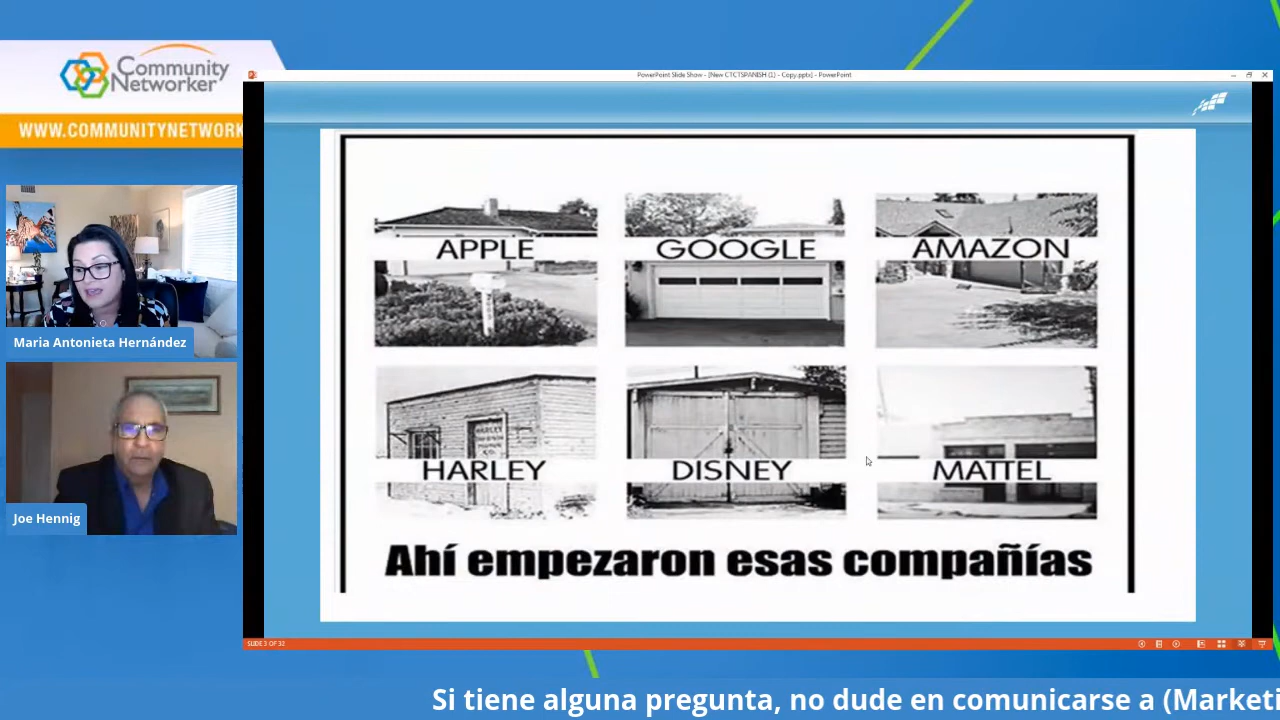 Community
Networker
WWW.COMMUNITYNETWORK
PowerPoint Slide Show - [New CTCTSPANISH (1) - Copy.pptx] - PowerPoint
APPLE
GOOGLE
AMAZON
HARLEY
DISNEY
MATTEL
Ahí empezaron esas compañías
Maria Antonieta Hernández
Joe Hennig
SLIDE 3 OF 32
Si tiene alguna pregunta, no dude en comunicarse a (Marketi